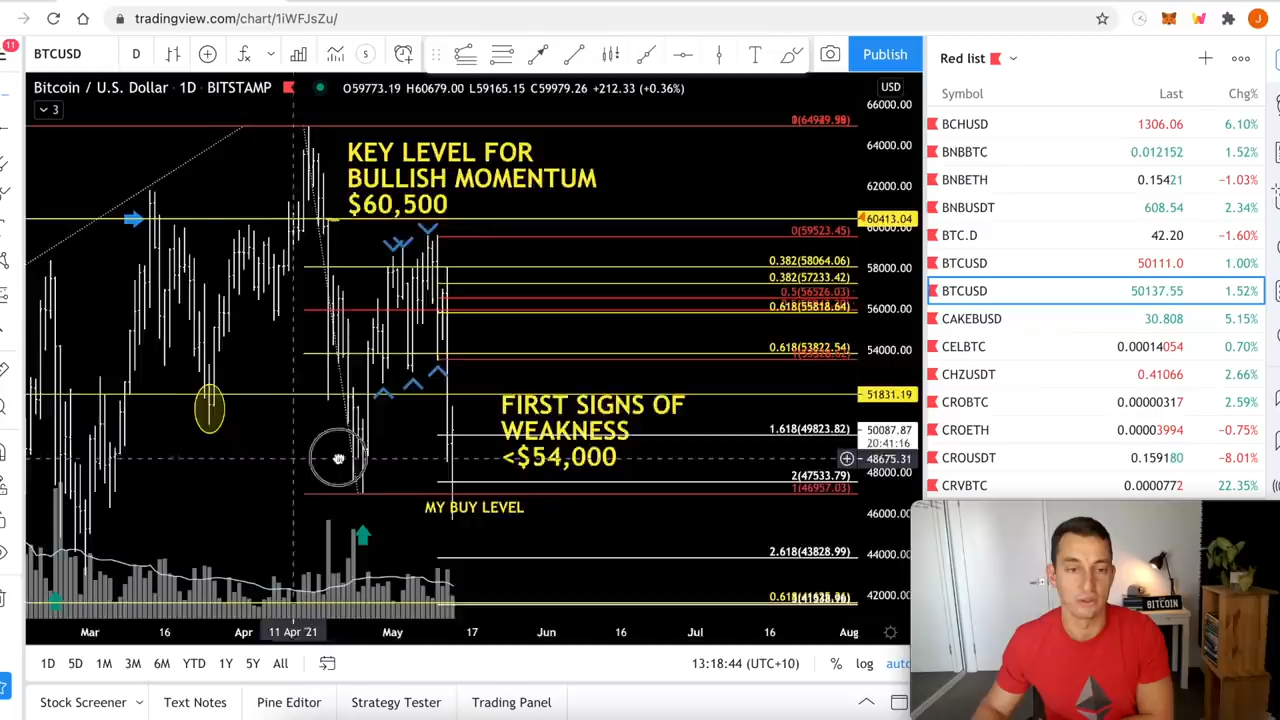 tradingview.com/chart/1iWFJsZu/
J
11
BTCUSD
D
S
T
Publish
Red list
Bitcoin / U.S. Dollar · 1D · BITSTAMP
O59773.19 H60679.00 L59165.15 C59979.26 +212.33 (+0.36%)
USD
3
Symbol Last Chg%
BCHUSD 1306.06 6.10%
BNBBTC 0.012152 1.52%
BNBETH 0.15421 −1.03%
BNBUSDT 608.54 2.34%
BTC.D 42.20 −1.60%
BTCUSD 50111.0 1.00%
BTCUSD 50137.55 1.52%
CAKEBUSD 30.808 5.15%
CELBTC 0.00014054 0.70%
CHZUSDT 0.41066 2.66%
CROBTC 0.00000317 2.59%
CROETH 0.00003994 −0.75%
CROUSDT 0.159180 −8.01%
CRVBTC 0.0000772 22.35%
KEY LEVEL FOR
BULLISH MOMENTUM
$60,500
FIRST SIGNS OF
WEAKNESS
<$54,000
MY BUY LEVEL
0(59523.45)
0.382(58064.06)
0.382(57233.42)
0.5(56526.03)
0.618(55818.64)
0.618(53822.54)
1.618(49823.82)
2(47533.79)
1(46957.03)
2.618(43828.99)
66000.00
64000.00
62000.00
60413.04
60000.00
58000.00
56000.00
54000.00
51831.19
50087.87
20:41:16
48675.31
48000.00
46000.00
44000.00
42000.00
Mar 16 Apr 11 Apr '21 May 17 Jun 16 Jul 16 Aug
1D 5D 1M 3M 6M YTD 1Y 5Y All
13:18:44 (UTC+10) % log auto
Stock Screener Text Notes Pine Editor Strategy Tester Trading Panel
BITCOIN